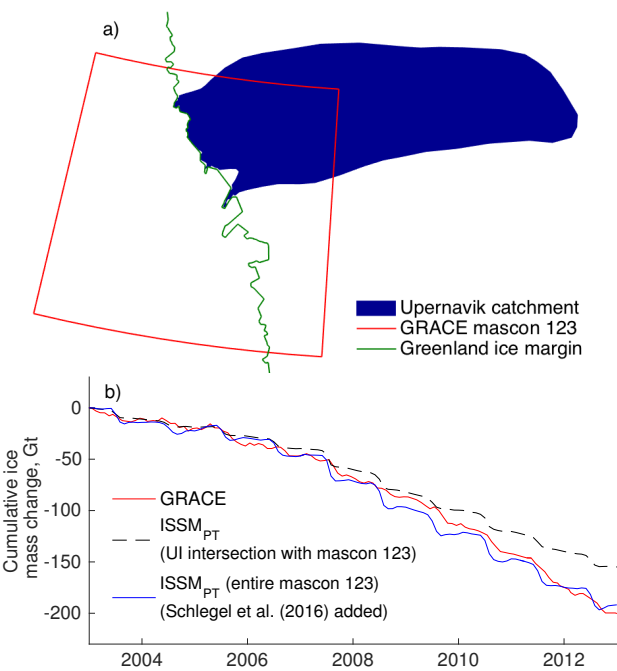 a)
Upernavik catchment
GRACE mascon 123
Greenland ice margin
b)
Cumulative ice
mass change, Gt
0
-50
-100
-150
-200
GRACE
ISSM_PT
(UI intersection with mascon 123)
ISSM_PT (entire mascon 123)
(Schlegel et al. (2016) added)
2004 2006 2008 2010 2012